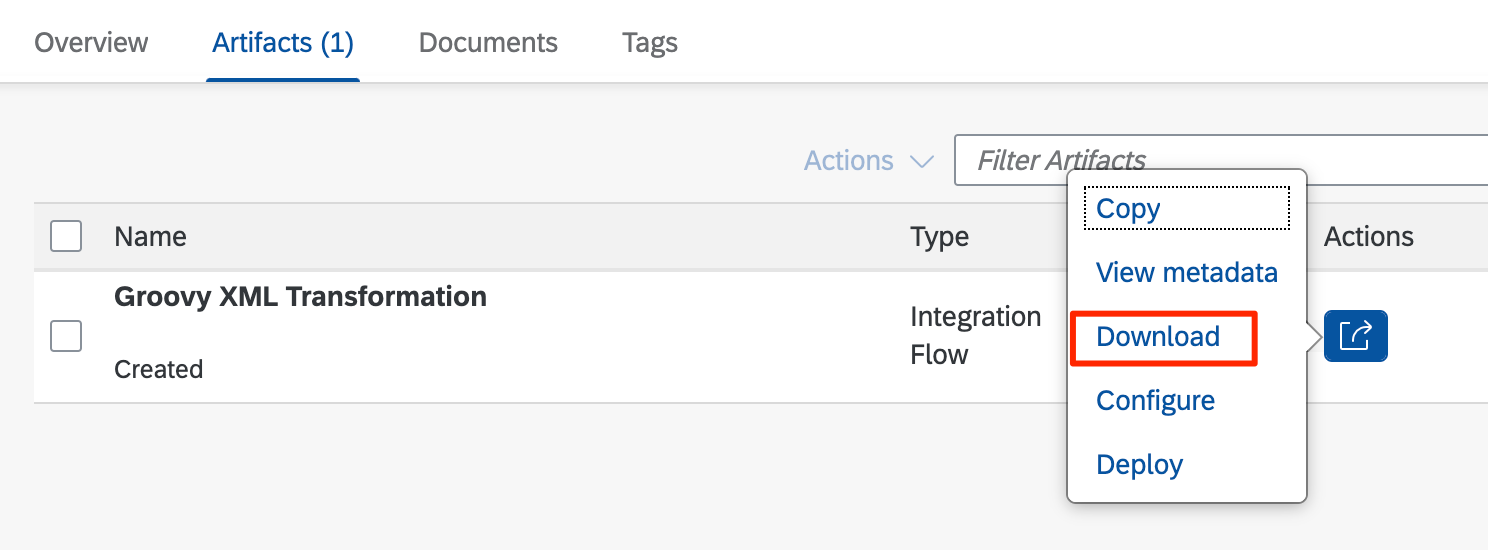 Overview Artifacts (1) Documents Tags
Actions Filter Artifacts
Name Type Actions
Groovy XML Transformation
Created
Integration
Flow
Copy
View metadata
Download
Configure
Deploy